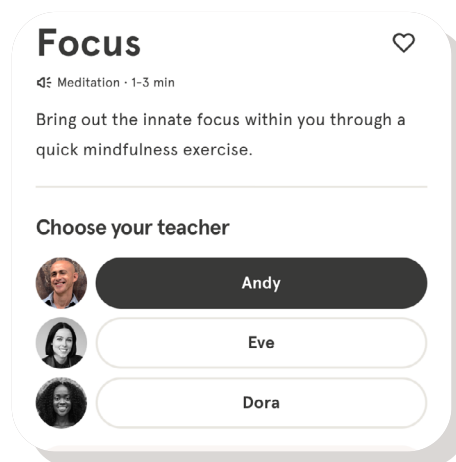 Focus
Meditation · 1-3 min
Bring out the innate focus within you through a
quick mindfulness exercise.
Choose your teacher
Andy
Eve
Dora